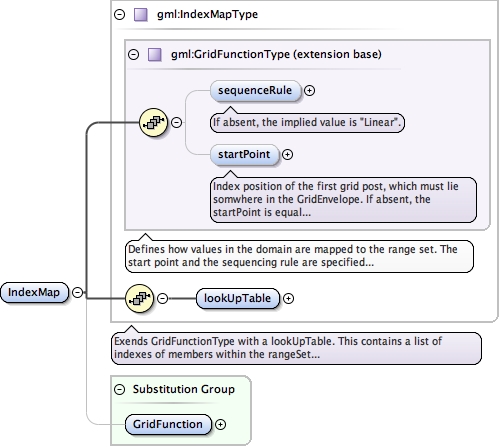 gml:IndexMapType
gml:GridFunctionType (extension base)
sequenceRule
If absent, the implied value is "Linear".
startPoint
Index position of the first grid post, which must lie
somwhere in the GridEnvelope. If absent, the
startPoint is equal...
Defines how values in the domain are mapped to the range set. The
start point and the sequencing rule are specified...
IndexMap
lookUpTable
Exends GridFunctionType with a lookUpTable. This contains a list of
indexes of members within the rangeSet...
Substitution Group
GridFunction